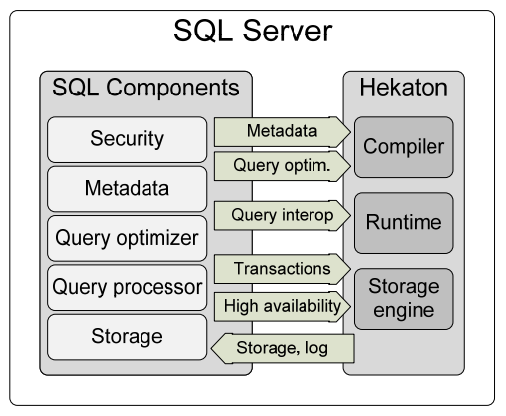 SQL Server
SQL Components
Security
Metadata
Query optimizer
Query processor
Storage
Metadata
Query optim.
Query interop
Transactions
High availability
Storage, log
Hekaton
Compiler
Runtime
Storage
engine